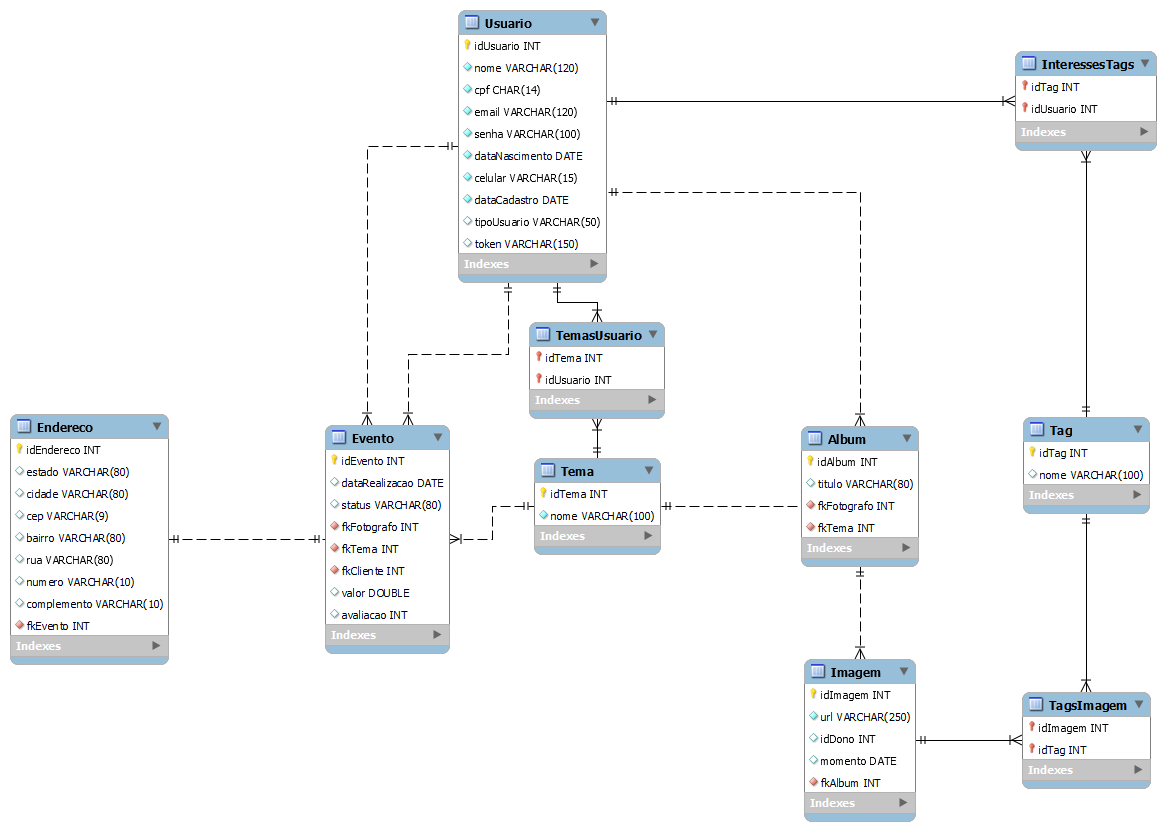 Usuario
idUsuario INT
nome VARCHAR(120)
cpf CHAR(14)
email VARCHAR(120)
senha VARCHAR(100)
dataNascimento DATE
celular VARCHAR(15)
dataCadastro DATE
tipoUsuario VARCHAR(50)
token VARCHAR(150)
Indexes
InteressesTags
idTag INT
idUsuario INT
Indexes
TemasUsuario
idTema INT
idUsuario INT
Indexes
Endereco
idEndereco INT
estado VARCHAR(80)
cidade VARCHAR(80)
cep VARCHAR(9)
bairro VARCHAR(80)
rua VARCHAR(80)
numero VARCHAR(10)
complemento VARCHAR(10)
fkEvento INT
Indexes
Evento
idEvento INT
dataRealizacao DATE
status VARCHAR(80)
fkFotografo INT
fkTema INT
fkCliente INT
valor DOUBLE
avaliacao INT
Indexes
Tema
idTema INT
nome VARCHAR(100)
Indexes
Album
idAlbum INT
titulo VARCHAR(80)
fkFotografo INT
fkTema INT
Indexes
Tag
idTag INT
nome VARCHAR(100)
Indexes
Imagem
idImagem INT
url VARCHAR(250)
idDono INT
momento DATE
fkAlbum INT
Indexes
TagsImagem
idImagem INT
idTag INT
Indexes